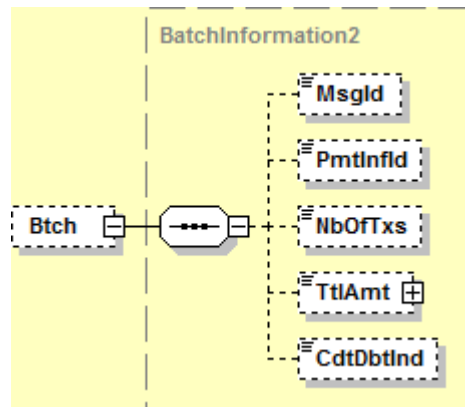 BatchInformation2
MsgId
PmtInfId
Btch
NbOfTxs
TtlAmt
CdtDbtInd